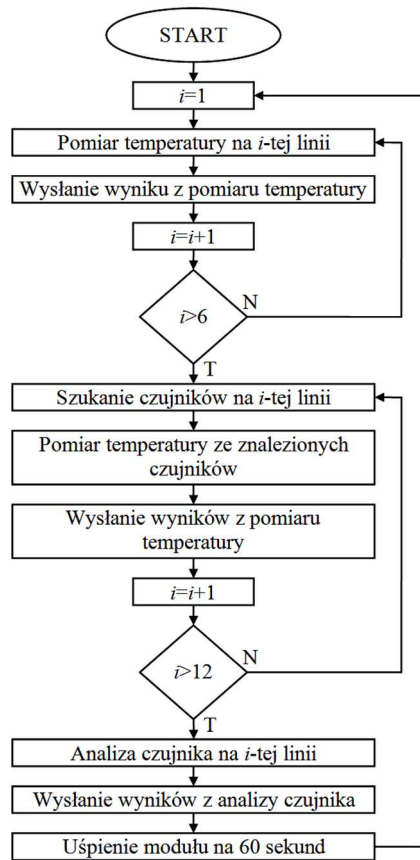 START
i=1
Pomiar temperatury na i-tej linii
Wysłanie wyniku z pomiaru temperatury
i=i+1
i>6
N
T
Szukanie czujników na i-tej linii
Pomiar temperatury ze znalezionych
czujników
Wysłanie wyników z pomiaru
temperatury
i=i+1
i>12
N
T
Analiza czujnika na i-tej linii
Wysłanie wyników z analizy czujnika
Uśpienie modułu na 60 sekund